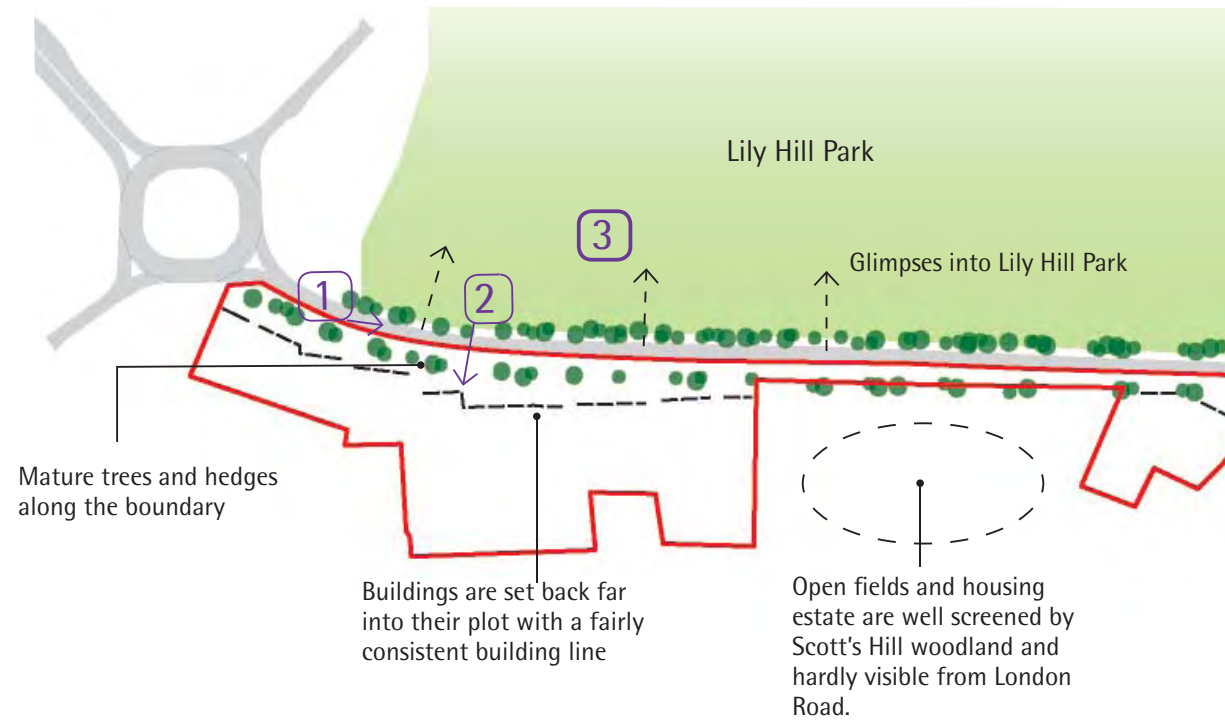 Lily Hill Park
3
Glimpses into Lily Hill Park
1
2
Mature trees and hedges
along the boundary
Buildings are set back far
into their plot with a fairly
consistent building line
Open fields and housing
estate are well screened by
Scott's Hill woodland and
hardly visible from London
Road.